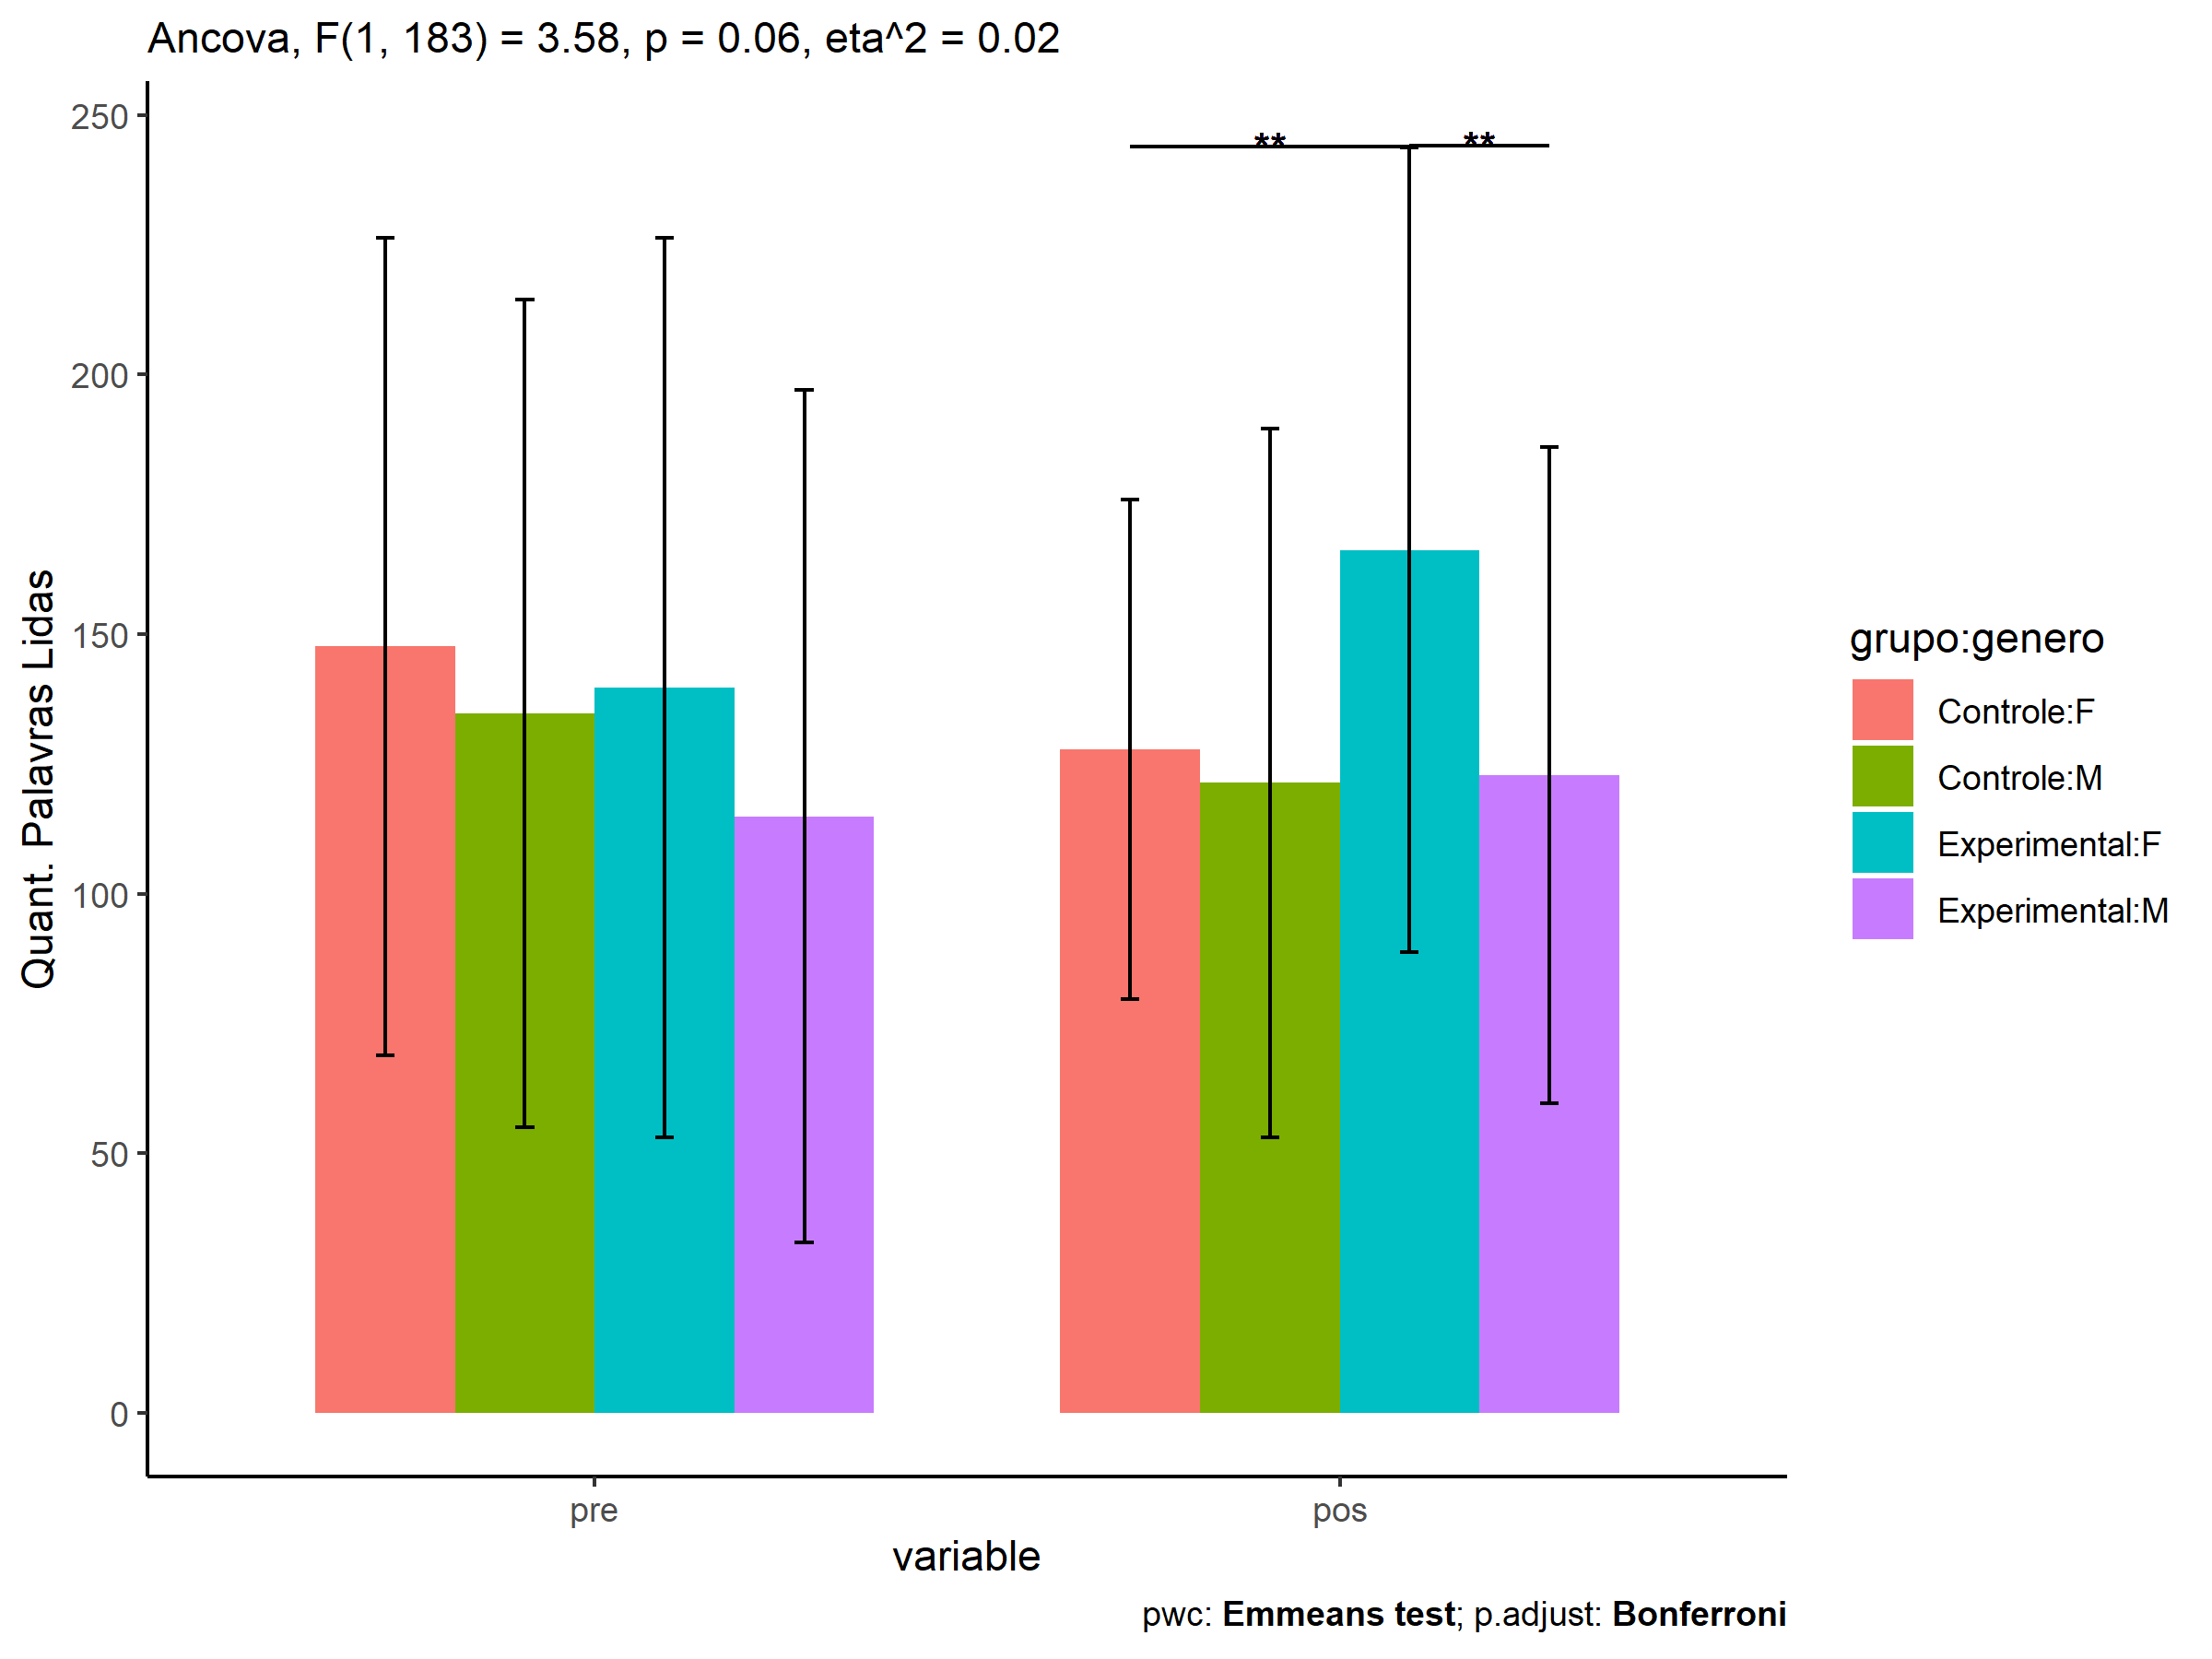 Ancova, F(1, 183) = 3.58, p = 0.06, eta^2 = 0.02
250
200
150
100
50
0
Quant. Palavras Lidas
**
**
pre
pos
variable
grupo:genero
Controle:F
Controle:M
Experimental:F
Experimental:M
pwc: Emmeans test; p.adjust: Bonferroni